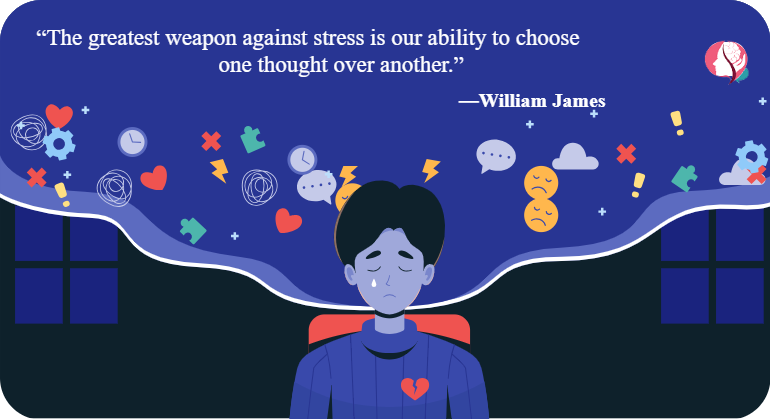 “The greatest weapon against stress is our ability to choose
one thought over another.”
—William James